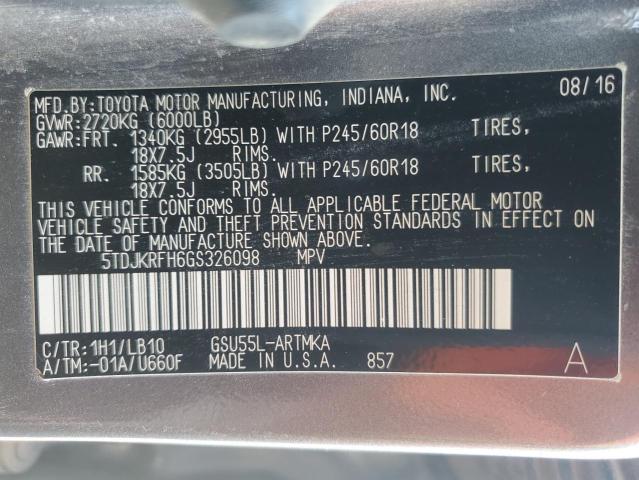 MFD.BY:TOYOTA MOTOR MANUFACTURING, INDIANA, INC. 08/16
GVWR:2720KG (6000LB)
GAWR:FRT. 1340KG (2955LB) WITH P245/60R18 TIRES,
18X7.5J RIMS.
RR. 1585KG (3505LB) WITH P245/60R18 TIRES,
18X7.5J RIMS.
THIS VEHICLE CONFORMS TO ALL APPLICABLE FEDERAL MOTOR
VEHICLE SAFETY AND THEFT PREVENTION STANDARDS IN EFFECT ON
THE DATE OF MANUFACTURE SHOWN ABOVE.
5TDJKRFH6GS326098 MPV
C/TR:1H1/LB10 GSU55L-ARTMKA
A/TM:-01A/U660F MADE IN U.S.A. 857 A